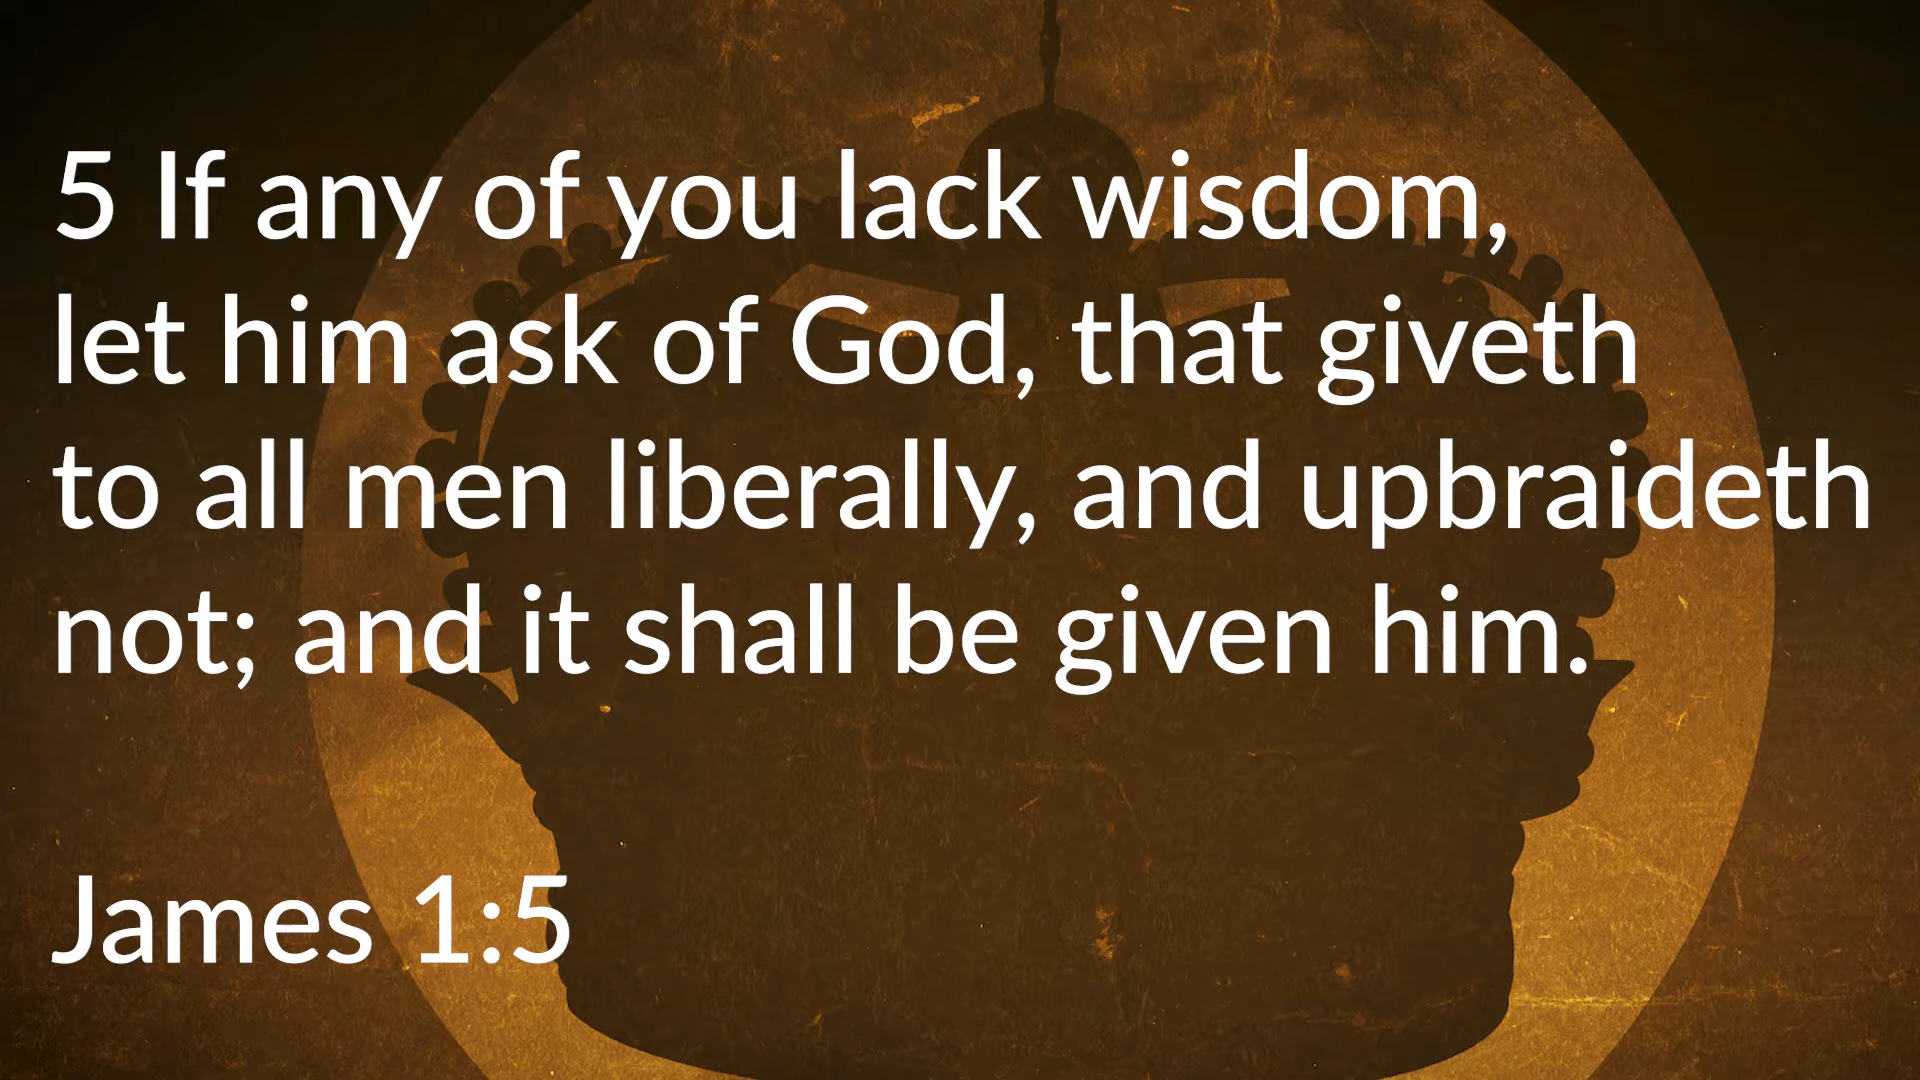 5 If any of you lack wisdom,
let him ask of God, that giveth
to all men liberally, and upbraideth
not; and it shall be given him.
James 1:5